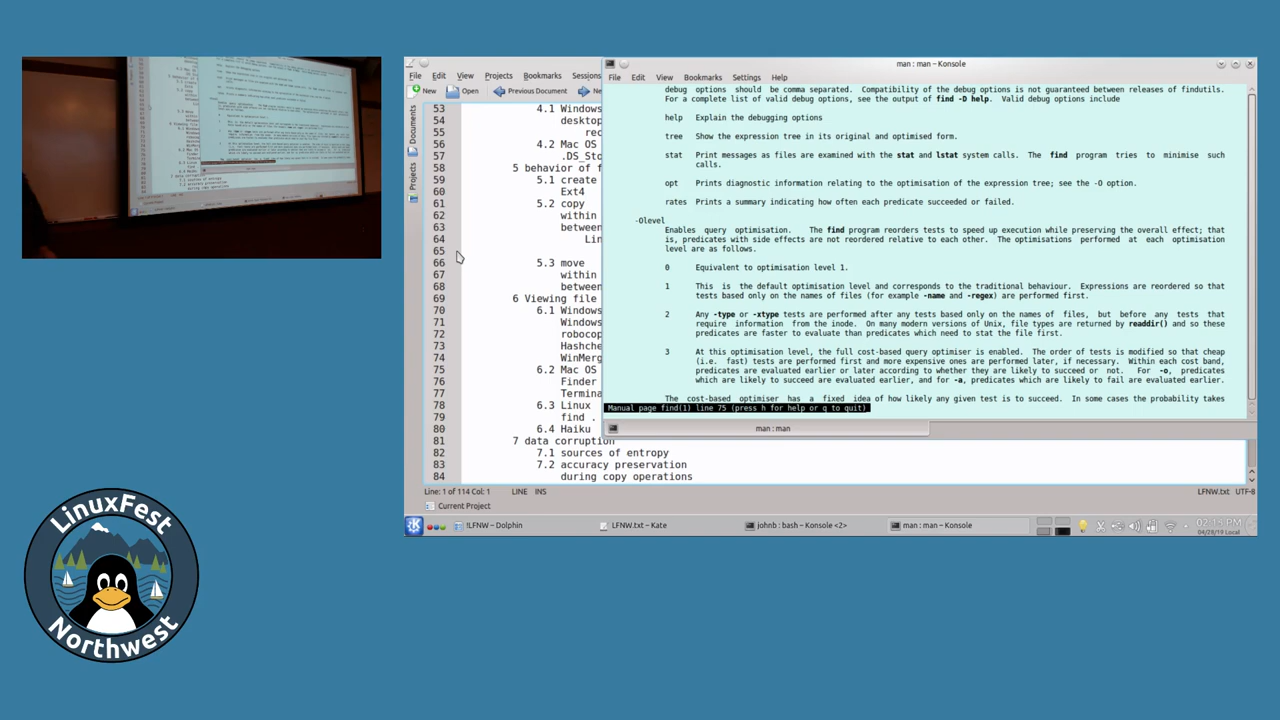 File Edit View Projects Bookmarks Sessions
New Open Previous Document Ne
Documents
Projects
53 4.1 Windows
54 desktop
55 rec
56 4.2 Mac OS
57 .DS_Sto
58 5 behavior of f
59 5.1 create
60 Ext4
61 5.2 copy
62 within
63 between
64 Lin
65
66 5.3 move
67 within
68 between
69 6 Viewing file
70 6.1 Windows
71 Windows
72 robocop
73 Hashche
74 WinMerg
75 6.2 Mac OS
76 Finder
77 Termina
78 6.3 Linux
79 find .
80 6.4 Haiku
81 7 data corruption
82 7.1 sources of entropy
83 7.2 accuracy preservation
84 during copy operations
Line: 1 of 114 Col: 1 LINE INS LFNW.txt UTF-8
Current Project
man : man – Konsole
File Edit View Bookmarks Settings Help
debug options should be comma separated. Compatibility of the debug options is not guaranteed between releases of findutils.
For a complete list of valid debug options, see the output of find -D help. Valid debug options include
help Explain the debugging options
tree Show the expression tree in its original and optimised form.
stat Print messages as files are examined with the stat and lstat system calls. The find program tries to minimise such
calls.
opt Prints diagnostic information relating to the optimisation of the expression tree; see the -O option.
rates Prints a summary indicating how often each predicate succeeded or failed.
-Olevel
Enables query optimisation. The find program reorders tests to speed up execution while preserving the overall effect; that
is, predicates with side effects are not reordered relative to each other. The optimisations performed at each optimisation
level are as follows.
0 Equivalent to optimisation level 1.
1 This is the default optimisation level and corresponds to the traditional behaviour. Expressions are reordered so that
tests based only on the names of files (for example -name and -regex) are performed first.
2 Any -type or -xtype tests are performed after any tests based only on the names of files, but before any tests that
require information from the inode. On many modern versions of Unix, file types are returned by readdir() and so these
predicates are faster to evaluate than predicates which need to stat the file first.
3 At this optimisation level, the full cost-based query optimiser is enabled. The order of tests is modified so that cheap
(i.e. fast) tests are performed first and more expensive ones are performed later, if necessary. Within each cost band,
predicates are evaluated earlier or later according to whether they are likely to succeed or not. For -o, predicates
which are likely to succeed are evaluated earlier, and for -a, predicates which are likely to fail are evaluated earlier.
The cost-based optimiser has a fixed idea of how likely any given test is to succeed. In some cases the probability takes
Manual page find(1) line 75 (press h for help or q to quit)
man : man
!LFNW – Dolphin LFNW.txt – Kate johnb : bash – Konsole <2> man : man – Konsole
LinuxFest
Northwest